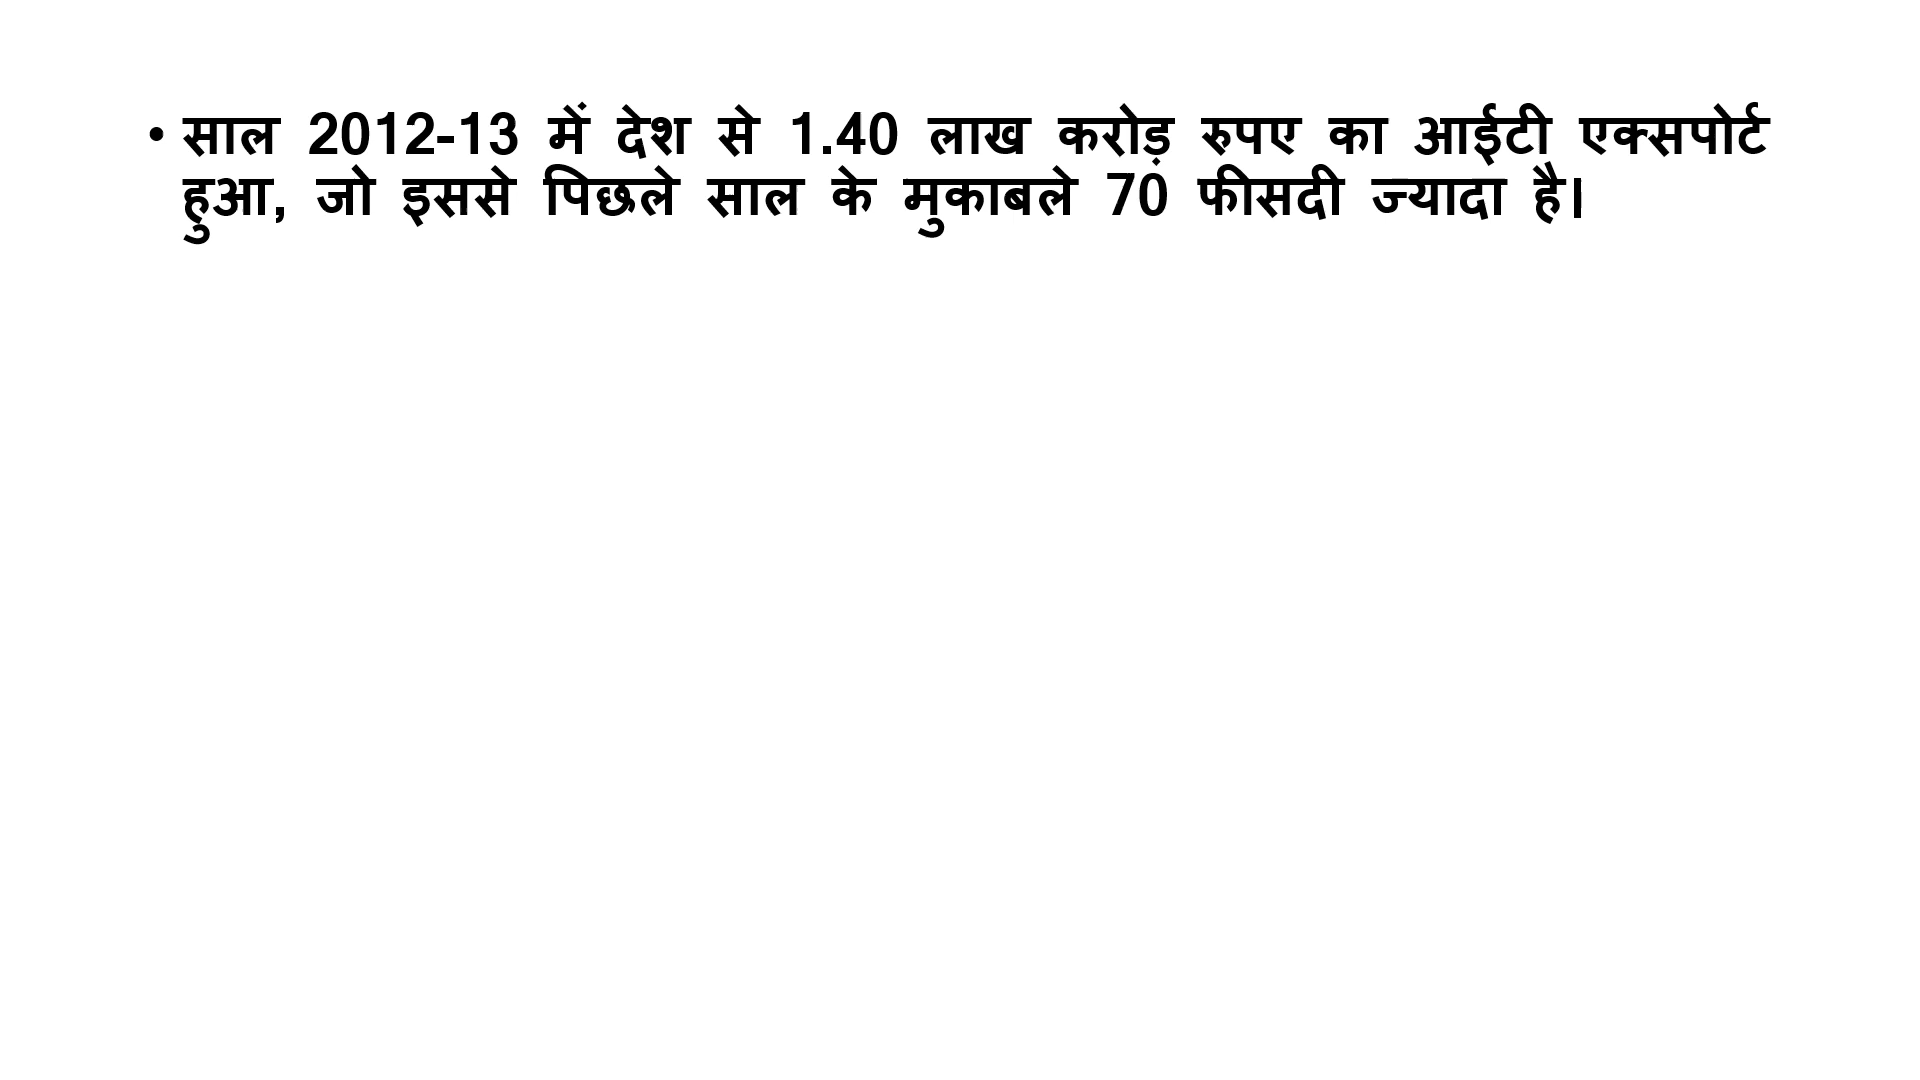 • साल 2012-13 में देश से 1.40 लाख करोड़ रुपए का आईटी एक्सपोर्ट
हुआ, जो इससे पिछले साल के मुकाबले 70 फीसदी ज्यादा है।